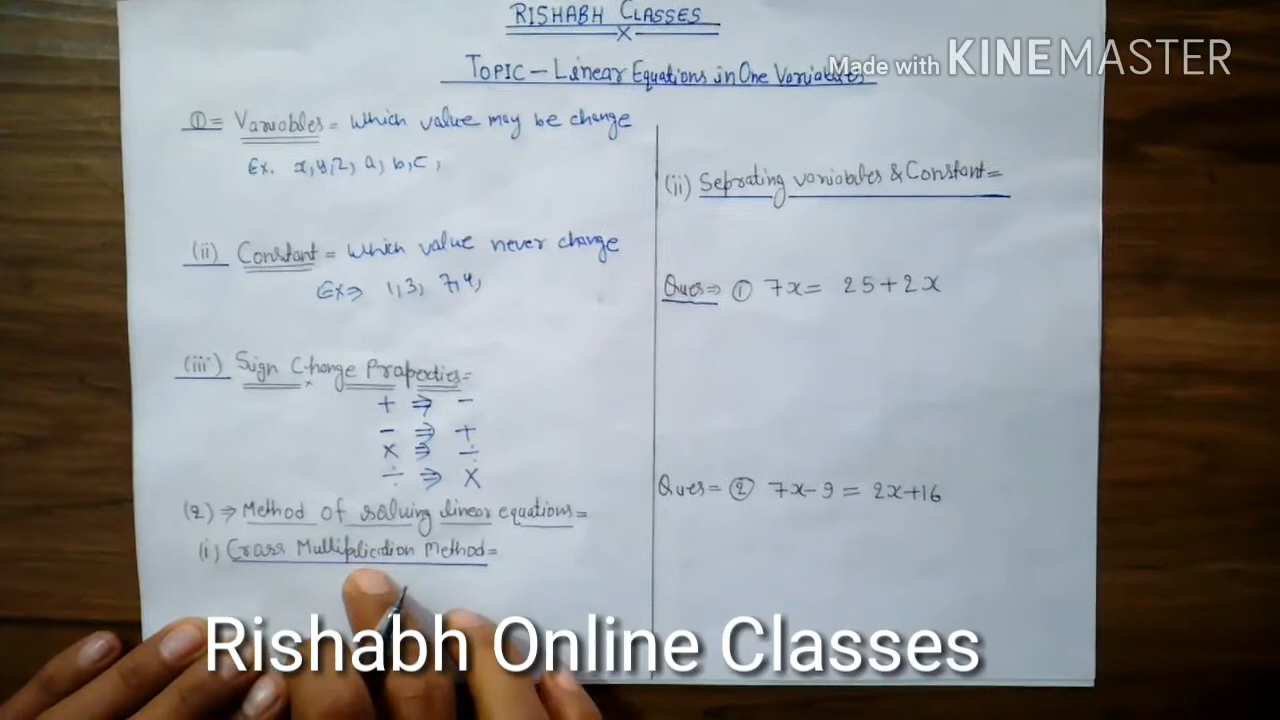 RISHABH CLASSES
Made with KINEMASTER
TOPIC - Linear Equations in One Variables
① = Variables = which value may be change
Ex. x, y, z, a, b, c,
(ii) Constant = which value never change
Ex ⇒ 1, 3, 7, 4,
(iii) Sign Change Properties =
+ ⇒ -
- ⇒ +
× ⇒ ÷
÷ ⇒ ×
(2) ⇒ Method of solving linear equations =
(i) Cross Multiplication Method =
(ii) Seprating variables & Constant =
Ques ⇒ ① 7x = 25 + 2x
Ques = ② 7x - 9 = 2x + 16
Rishabh Online Classes